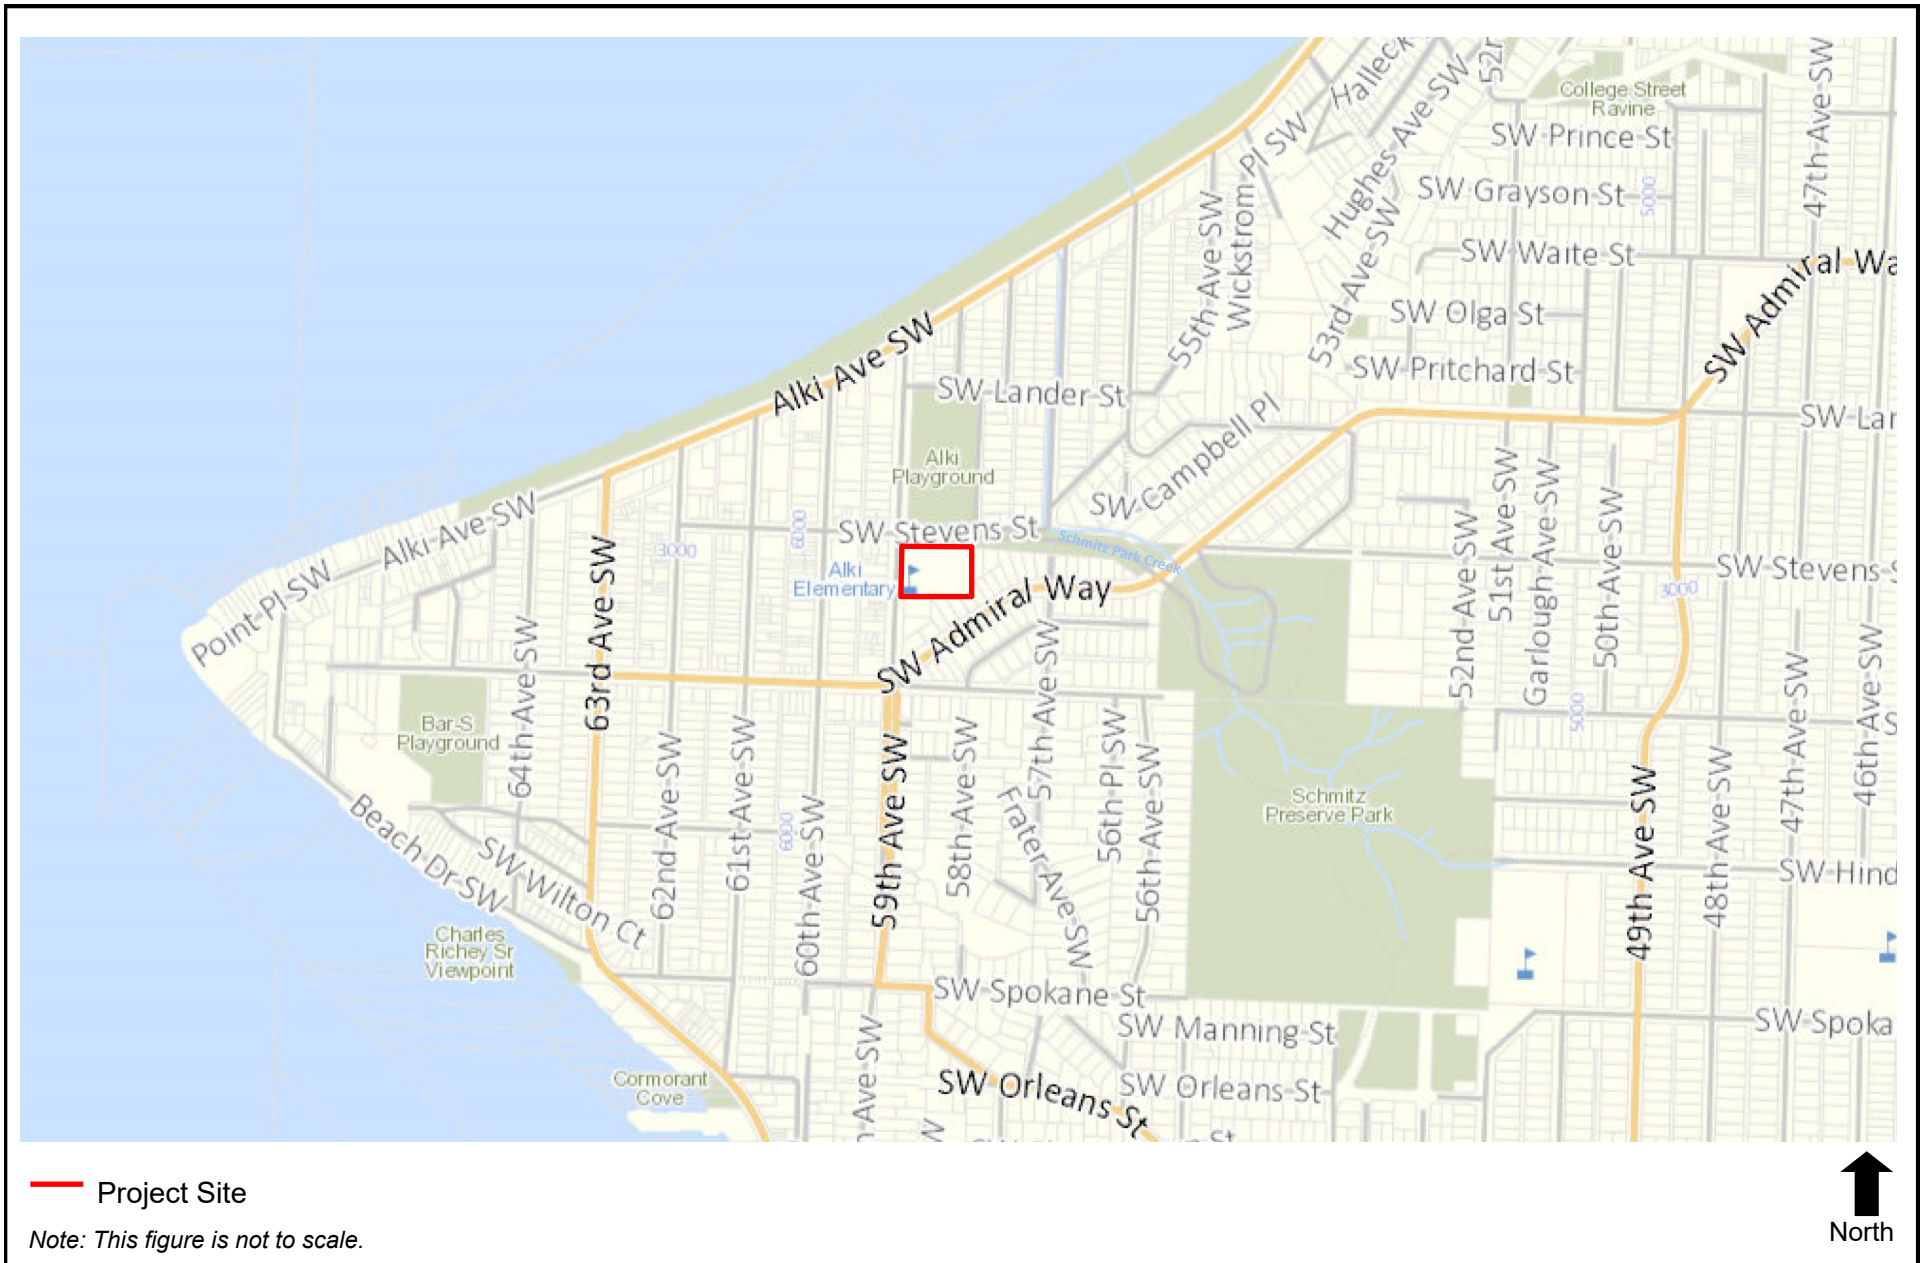 Halleck
52n
College Street
Ravine
47th Ave SW
SW Prince St
Hughes Ave SW
Wickstrom Pl SW
SW Grayson St
5000
55th Ave SW
53rd Ave SW
SW Waite St
SW Admiral Wa
SW Olga St
SW Pritchard St
Alki Ave SW
SW Lander St
SW Lan
SW Campbell Pl
Alki
Playground
Alki Ave SW
SW Stevens St
6000
3000
Schmitz Park Creek
Alki
Elementary
SW Admiral Way
Point Pl SW
63rd Ave SW
64th Ave SW
52nd Ave SW
51st Ave SW
Garlough Ave SW
50th Ave SW
SW Stevens S
3000
5000
47th Ave SW
46th Ave SW
S
Bar-S
Playground
62nd Ave SW
61st Ave SW
6000
60th Ave SW
59th Ave SW
58th Ave SW
57th Ave SW
Frater Ave SW
56th Pl SW
56th Ave SW
Schmitz
Preserve Park
49th Ave SW
48th Ave SW
SW Hind
Beach Dr SW
SW Wilton Ct
Charles
Richey Sr
Viewpoint
SW Spokane St
SW Manning St
SW Spoka
Cormorant
Cove
h Ave SW
SW Orleans St
SW Orleans St
W
St
Project Site
Note: This figure is not to scale.
North